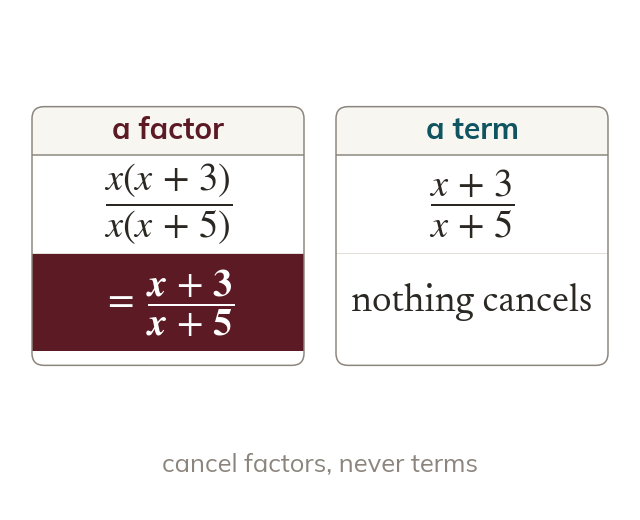 a factor
x(x + 3)
x(x + 5)
= x + 3
x + 5
a term
x + 3
x + 5
nothing cancels
cancel factors, never terms